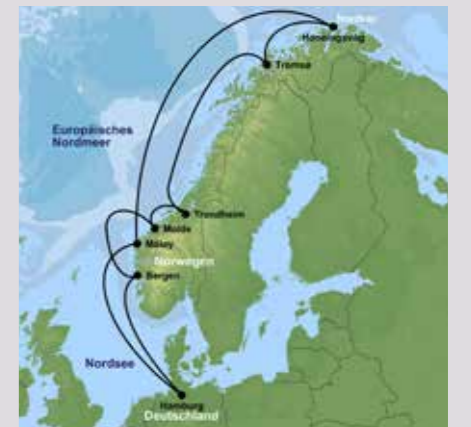 Nordkap
Honningsvåg
Tromsø
Europäisches
Nordmeer
Trondheim
Molde
Måløy
Norwegen
Bergen
Nordsee
Hamburg
Deutschland